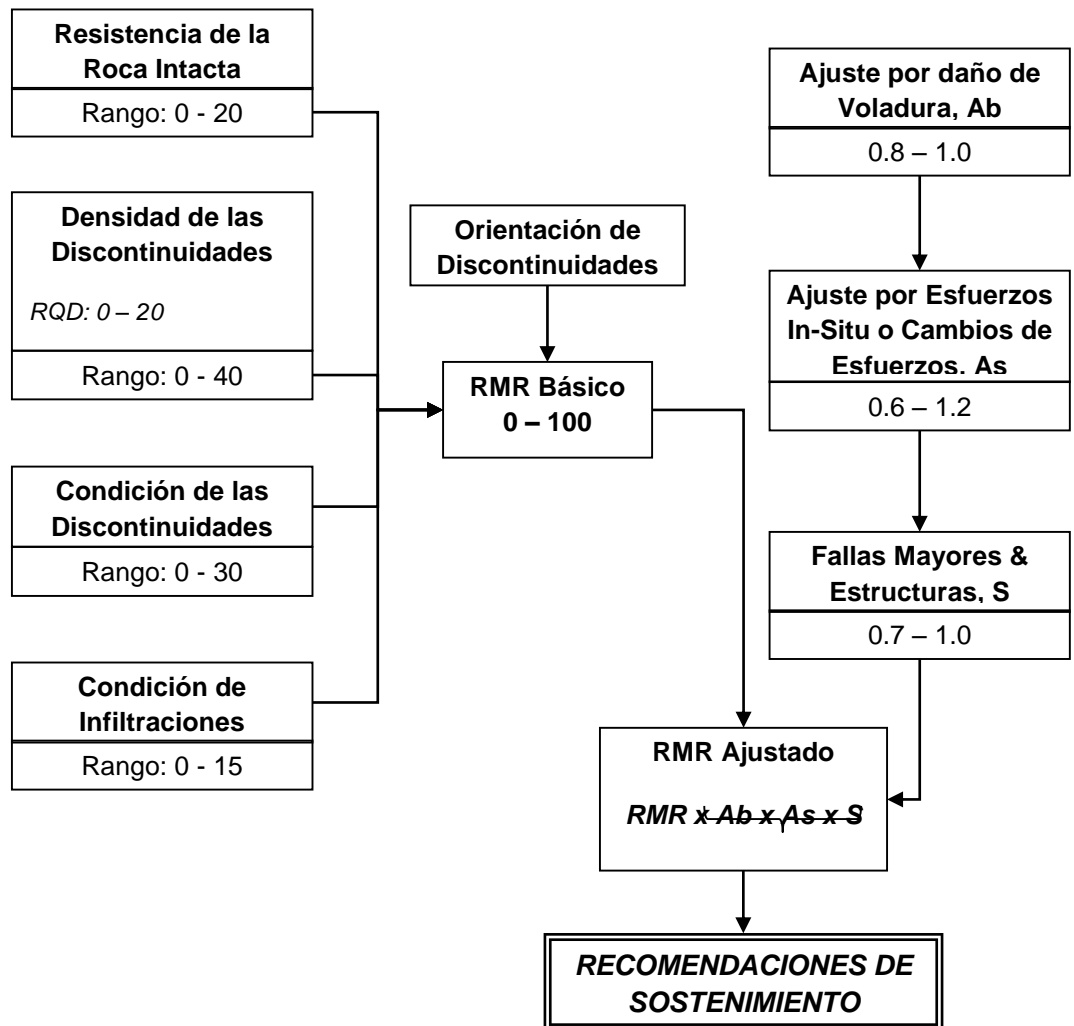 Resistencia de la
Roca Intacta
Rango: 0 - 20
Densidad de las
Discontinuidades
RQD: 0 – 20
Rango: 0 - 40
Condición de las
Discontinuidades
Rango: 0 - 30
Condición de
Infiltraciones
Rango: 0 - 15
Orientación de
Discontinuidades
RMR Básico
0 – 100
Ajuste por daño de
Voladura, Ab
0.8 – 1.0
Ajuste por Esfuerzos
In-Situ o Cambios de
Esfuerzos. As
0.6 – 1.2
Fallas Mayores &
Estructuras, S
0.7 – 1.0
RMR Ajustado
RMR x Ab x As x S
RECOMENDACIONES DE
SOSTENIMIENTO